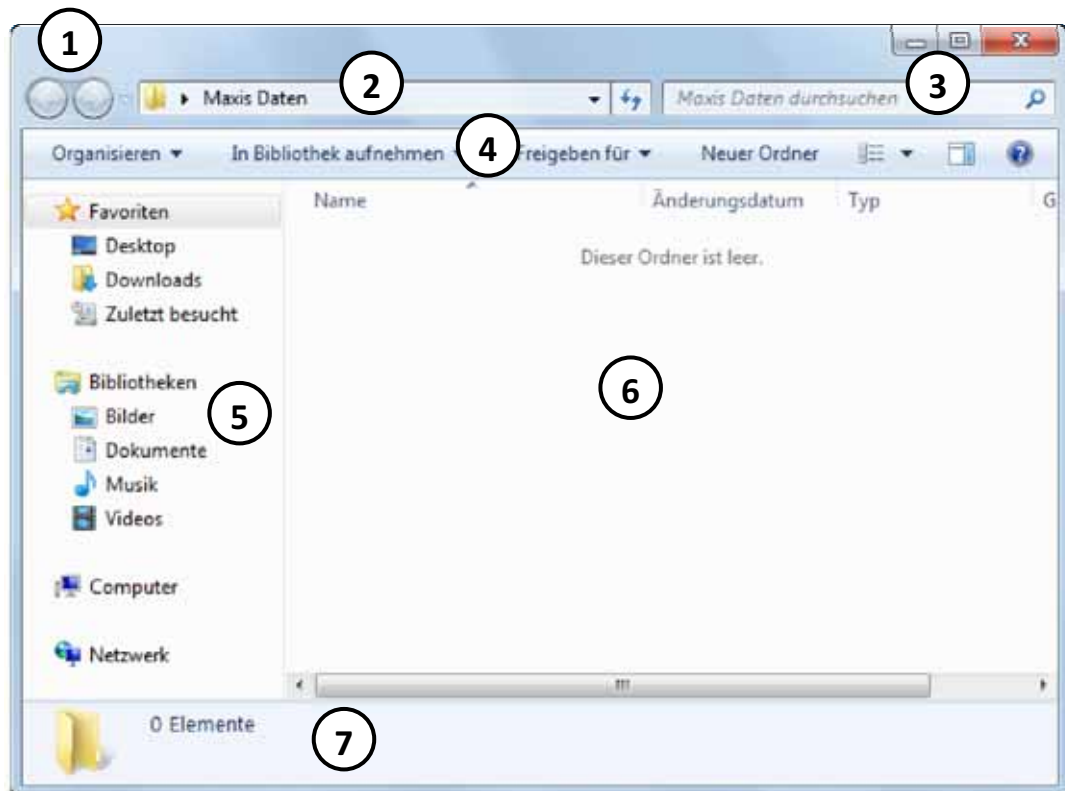 1
2
3
Maxis Daten
Maxis Daten durchsuchen
4
Organisieren In Bibliothek aufnehmen Freigeben für Neuer Ordner
Name Änderungsdatum Typ G
Favoriten
Dieser Ordner ist leer.
Desktop
Downloads
Zuletzt besucht
Bibliotheken
5
6
Bilder
Dokumente
Musik
Videos
Computer
Netzwerk
0 Elemente
7